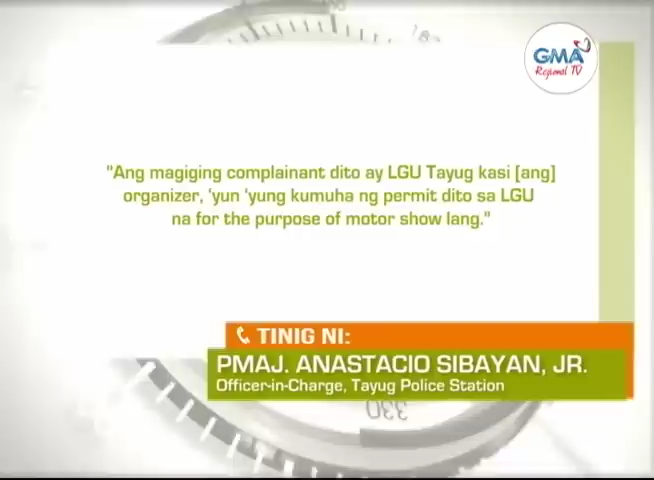 180
GMA
Regional TV
"Ang magiging complainant dito ay LGU Tayug kasi [ang]
organizer, 'yun 'yung kumuha ng permit dito sa LGU
na for the purpose of motor show lang."
TINIG NI:
PMAJ. ANASTACIO SIBAYAN, JR.
Officer-in-Charge, Tayug Police Station
330